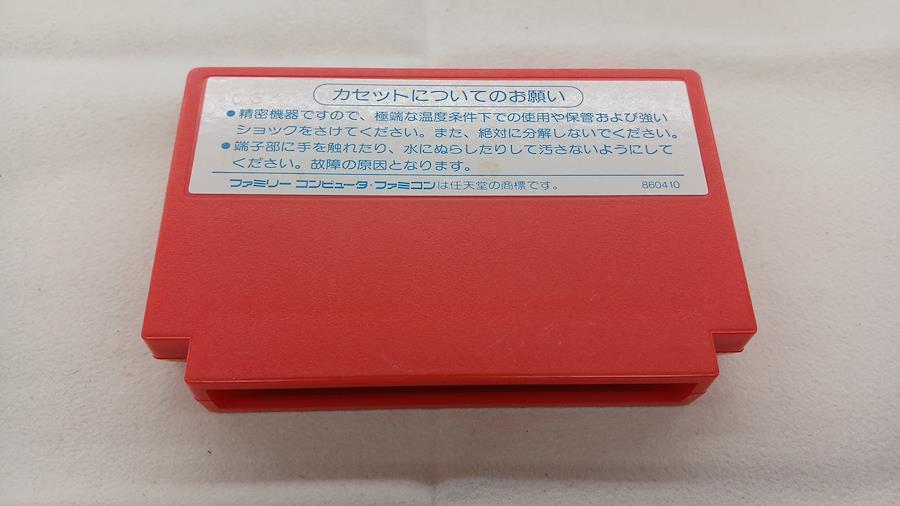 カセットについてのお願い
●精密機器ですので、極端な温度条件下での使用や保管および強い
ショックをさけてください。また、絶対に分解しないでください。
●端子部に手を触れたり、水にぬらしたりして汚さないようにして
ください。故障の原因となります。
ファミリー コンピュータ・ファミコンは任天堂の商標です。 860410